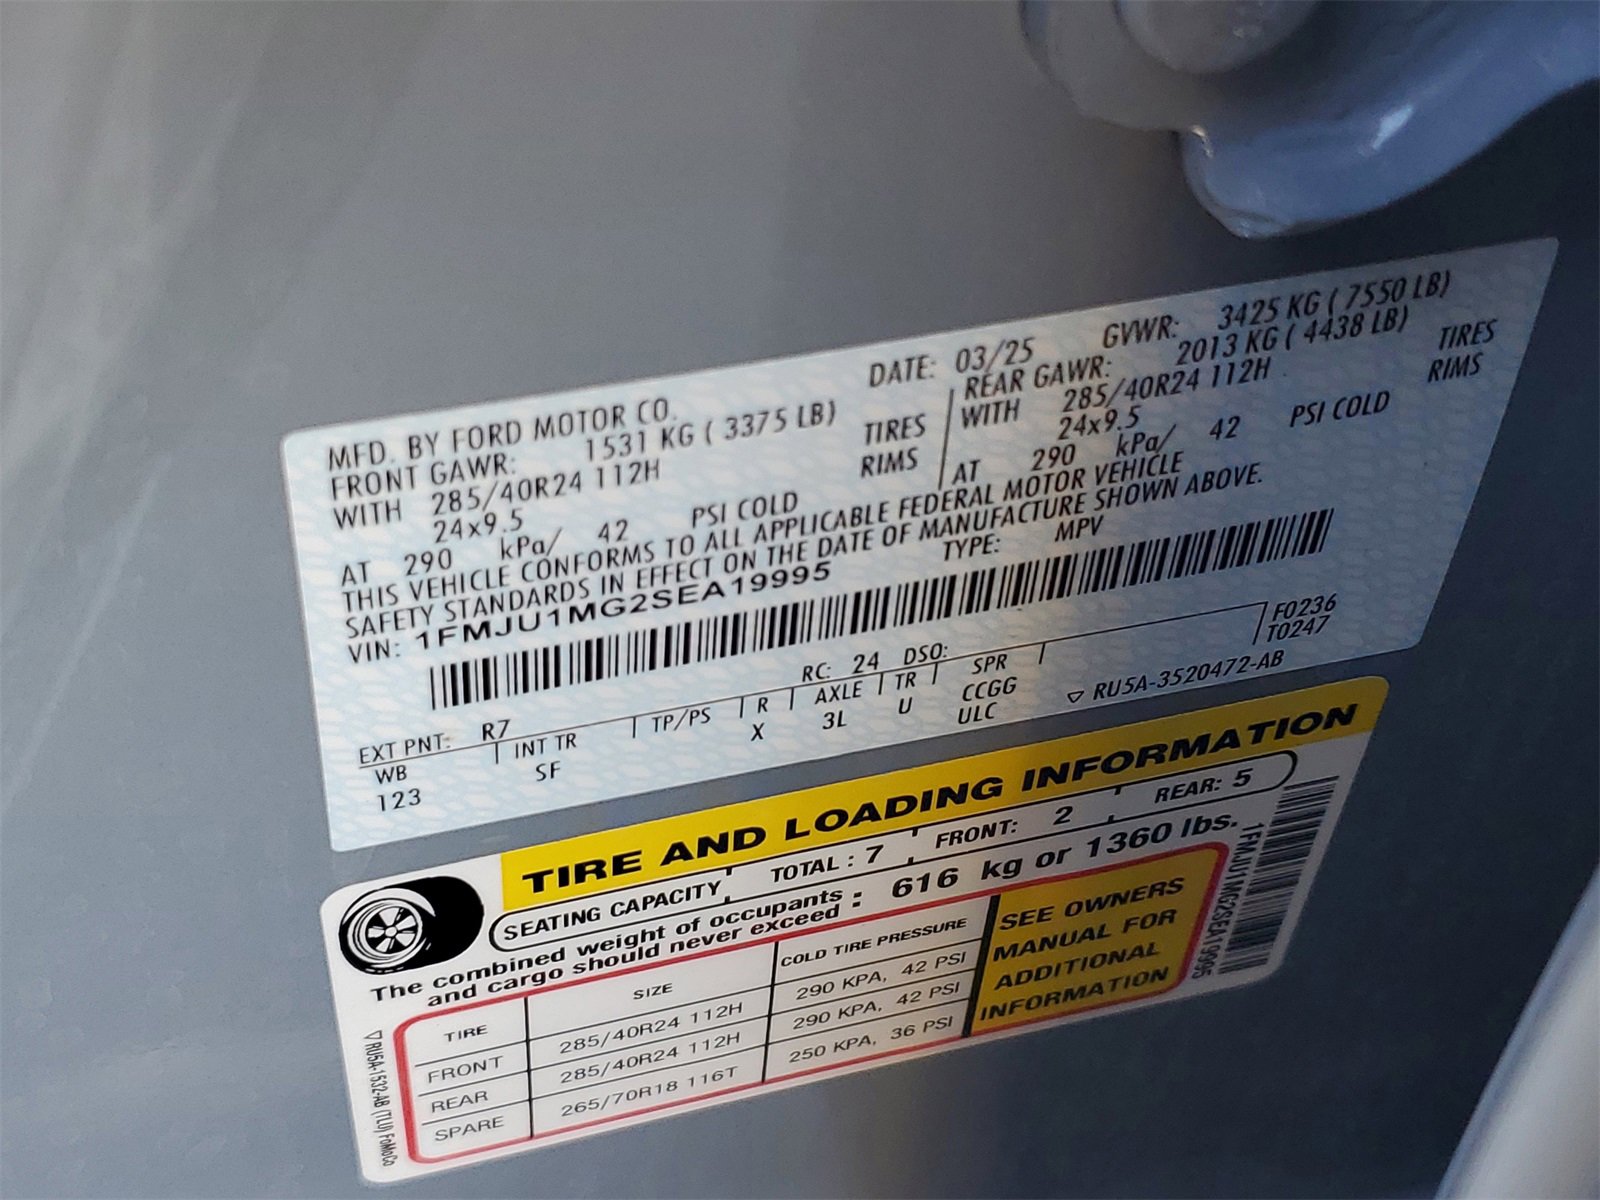 MFD. BY FORD MOTOR CO.
DATE: 03/25 GVWR: 3425 KG ( 7550 LB)
FRONT GAWR: 1531 KG ( 3375 LB)
REAR GAWR: 2013 KG ( 4438 LB)
WITH 285/40R24 112H TIRES
WITH 285/40R24 112H TIRES
24x9.5 RIMS
24x9.5 RIMS
AT 290 kPa/ 42 PSI COLD
AT 290 kPa/ 42 PSI COLD
THIS VEHICLE CONFORMS TO ALL APPLICABLE FEDERAL MOTOR VEHICLE
SAFETY STANDARDS IN EFFECT ON THE DATE OF MANUFACTURE SHOWN ABOVE.
VIN: 1FMJU1MG2SEA19995 TYPE: MPV
F0236
T0247
EXT PNT: R7 RC: 24 DSO:
WB INT TR TP/PS R AXLE TR SPR
123 SF X 3L U CCGG
ULC
▽ RU5A-3520472-AB
TIRE AND LOADING INFORMATION
SEATING CAPACITY TOTAL : 7 FRONT: 2 REAR: 5
The combined weight of occupants
and cargo should never exceed : 616 kg or 1360 lbs.
TIRE SIZE COLD TIRE PRESSURE
FRONT 285/40R24 112H 290 KPA, 42 PSI
REAR 285/40R24 112H 290 KPA, 42 PSI
SPARE 265/70R18 116T 250 KPA, 36 PSI
SEE OWNERS
MANUAL FOR
ADDITIONAL
INFORMATION
1FMJU1MG2SEA19995
▽RU5A-1532-AB (TLU) FoMoCo